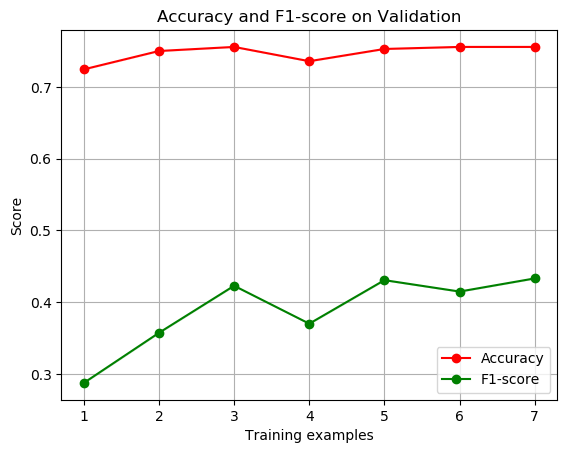 Accuracy and F1-score on Validation
Score
0.7
0.6
0.5
0.4
0.3
Accuracy
F1-score
1 2 3 4 5 6 7
Training examples